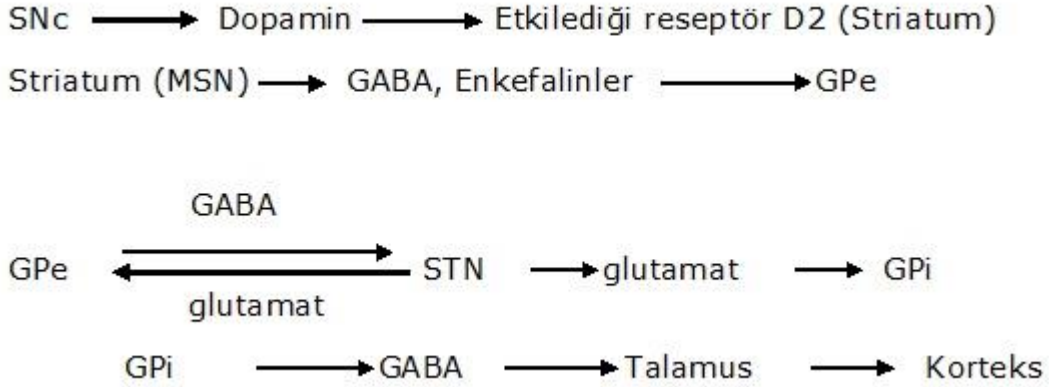 SNc → Dopamin → Etkilediği reseptör D2 (Striatum)
Striatum (MSN) → GABA, Enkefalinler → GPe
GABA
GPe STN → glutamat → GPi
glutamat
GPi → GABA → Talamus → Korteks